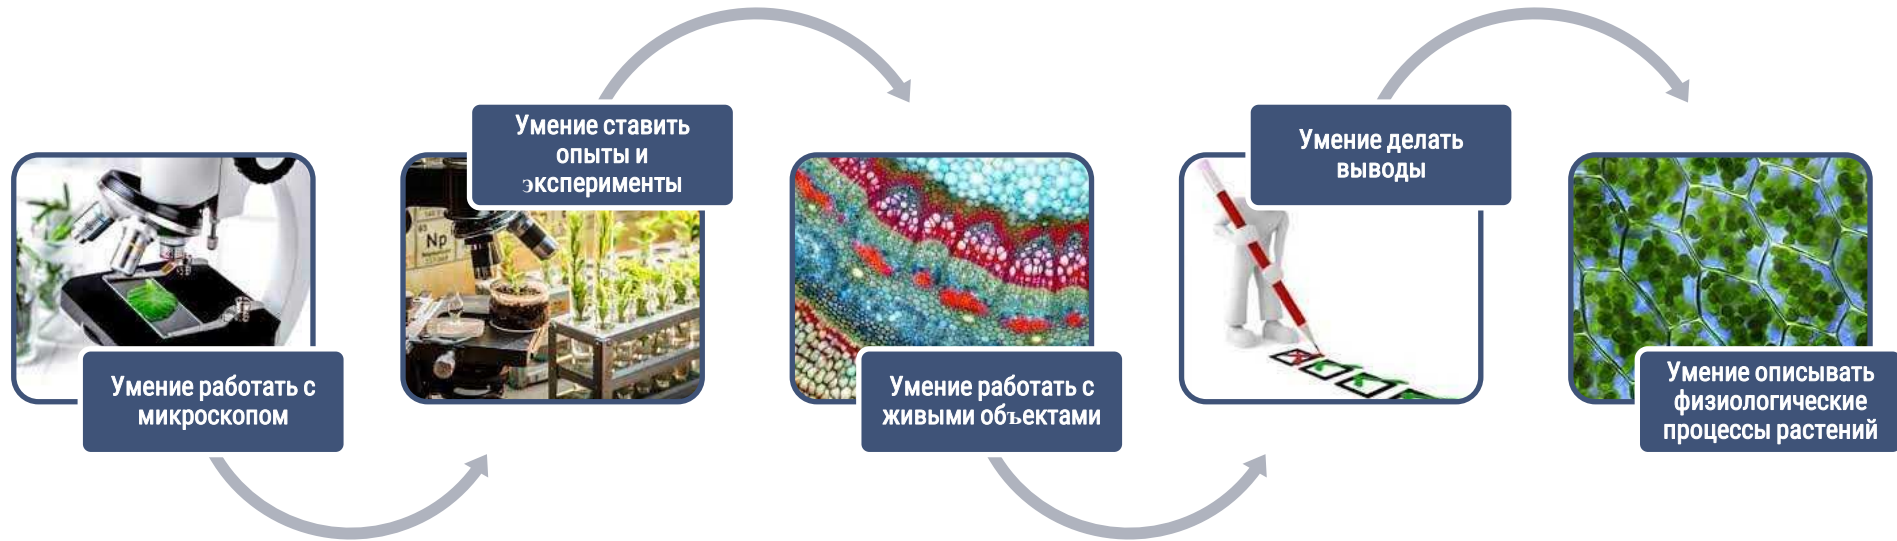 Умение работать с
микроскопом
Умение ставить
опыты и
эксперименты
Np
Умение работать с
живыми объектами
Умение делать
выводы
Умение описывать
физиологические
процессы растений